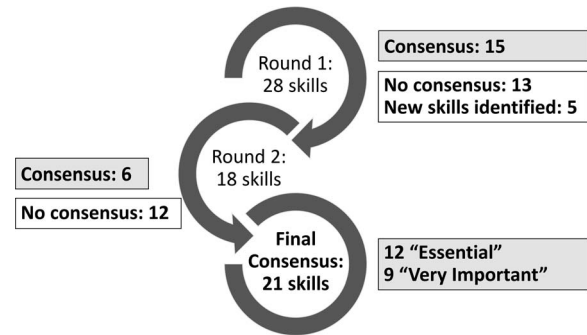 Round 1:
28 skills
Consensus: 15
No consensus: 13
New skills identified: 5
Round 2:
18 skills
Consensus: 6
No consensus: 12
Final
Consensus:
21 skills
12 “Essential”
9 “Very Important”